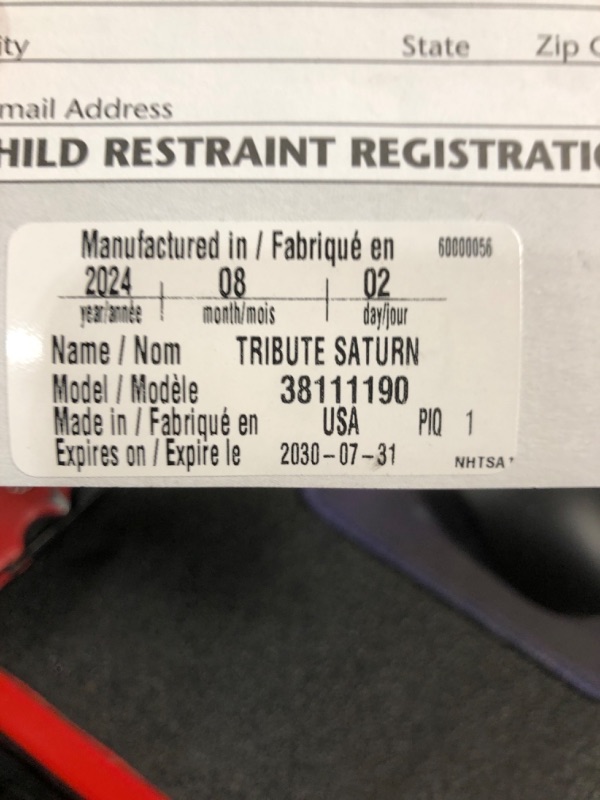 ity State Zip C
mail Address
HILD RESTRAINT REGISTRATI
Manufactured in / Fabriqué en 60000056
2024 08 02
year/année month/mois day/jour
Name / Nom TRIBUTE SATURN
Model / Modèle 38111190
Made in / Fabriqué en USA PIQ 1
Expires on / Expire le 2030-07-31 NHTSA